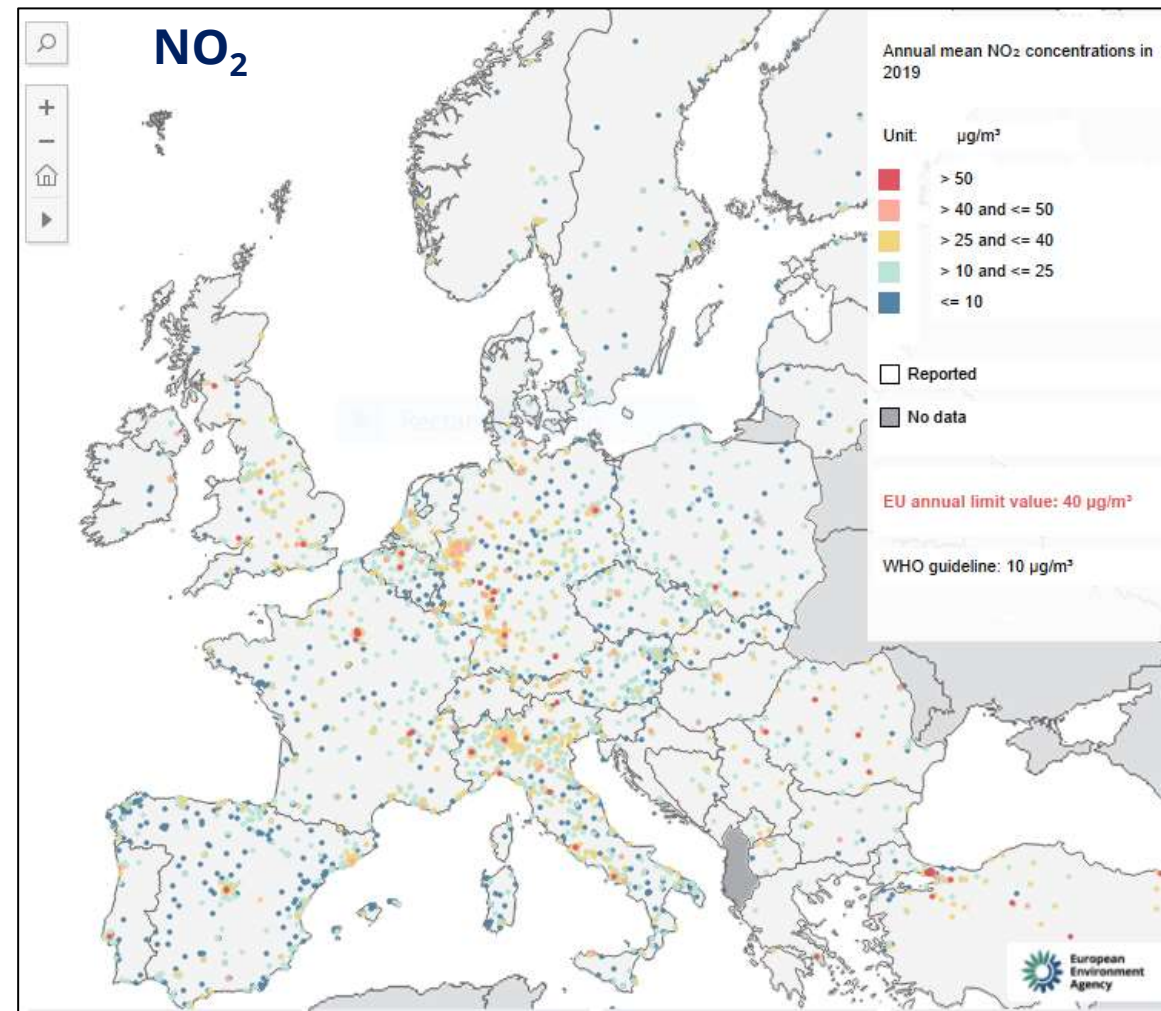 NO₂
Annual mean NO₂ concentrations in
2019
Unit: µg/m³
> 50
> 40 and <= 50
> 25 and <= 40
> 10 and <= 25
<= 10
Reported
No data
EU annual limit value: 40 µg/m³
WHO guideline: 10 µg/m³
European
Environment
Agency